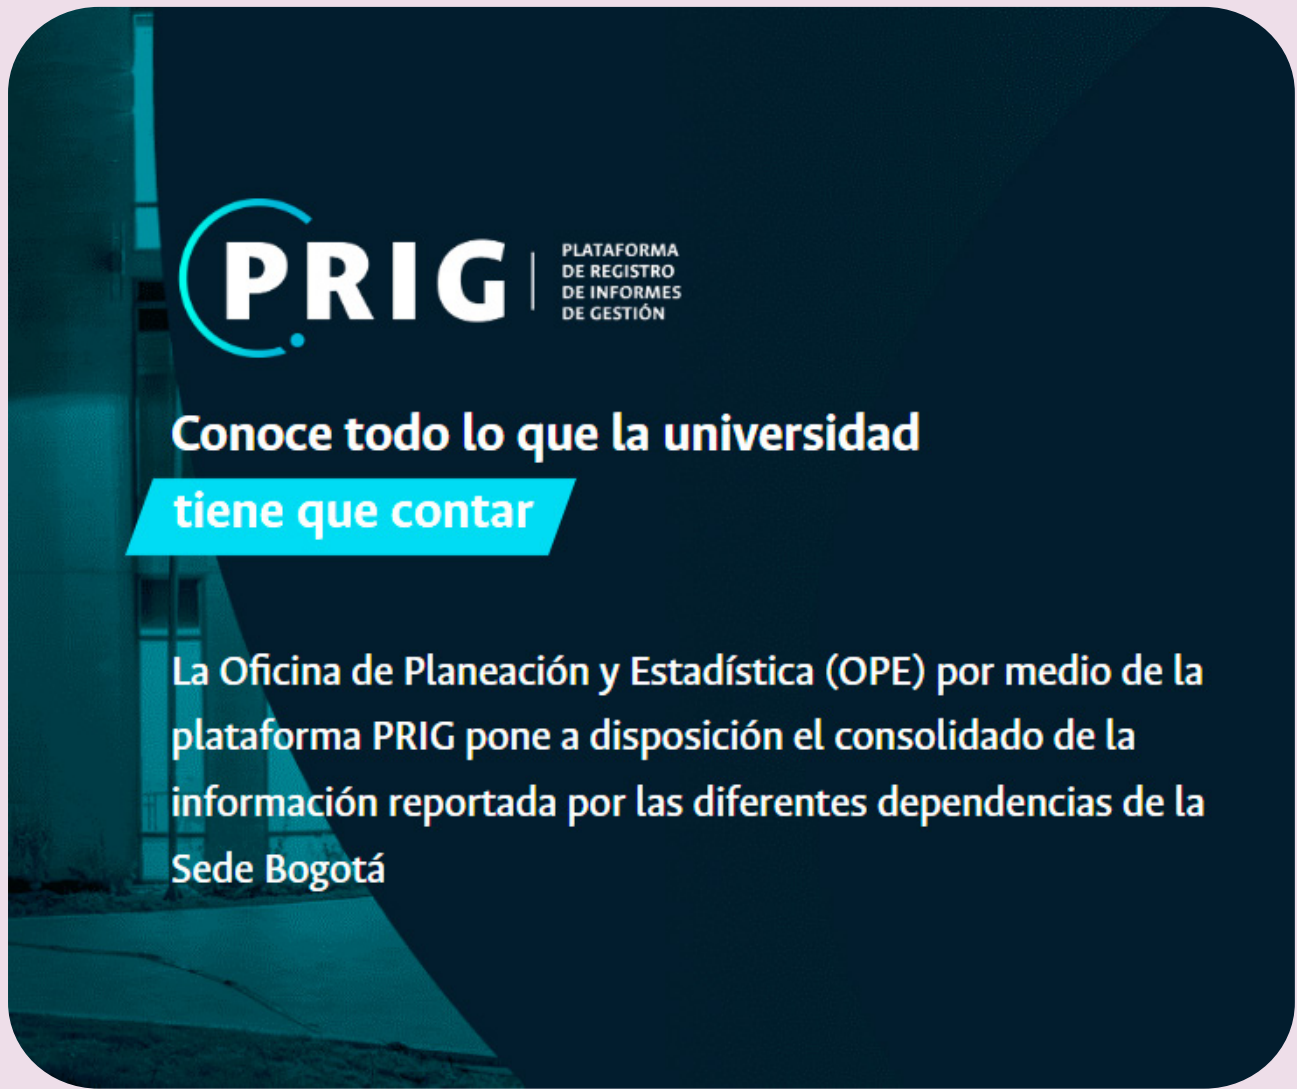 PRIG
PLATAFORMA
DE REGISTRO
DE INFORMES
DE GESTIÓN
Conoce todo lo que la universidad
tiene que contar
La Oficina de Planeación y Estadística (OPE) por medio de la
plataforma PRIG pone a disposición el consolidado de la
información reportada por las diferentes dependencias de la
Sede Bogotá